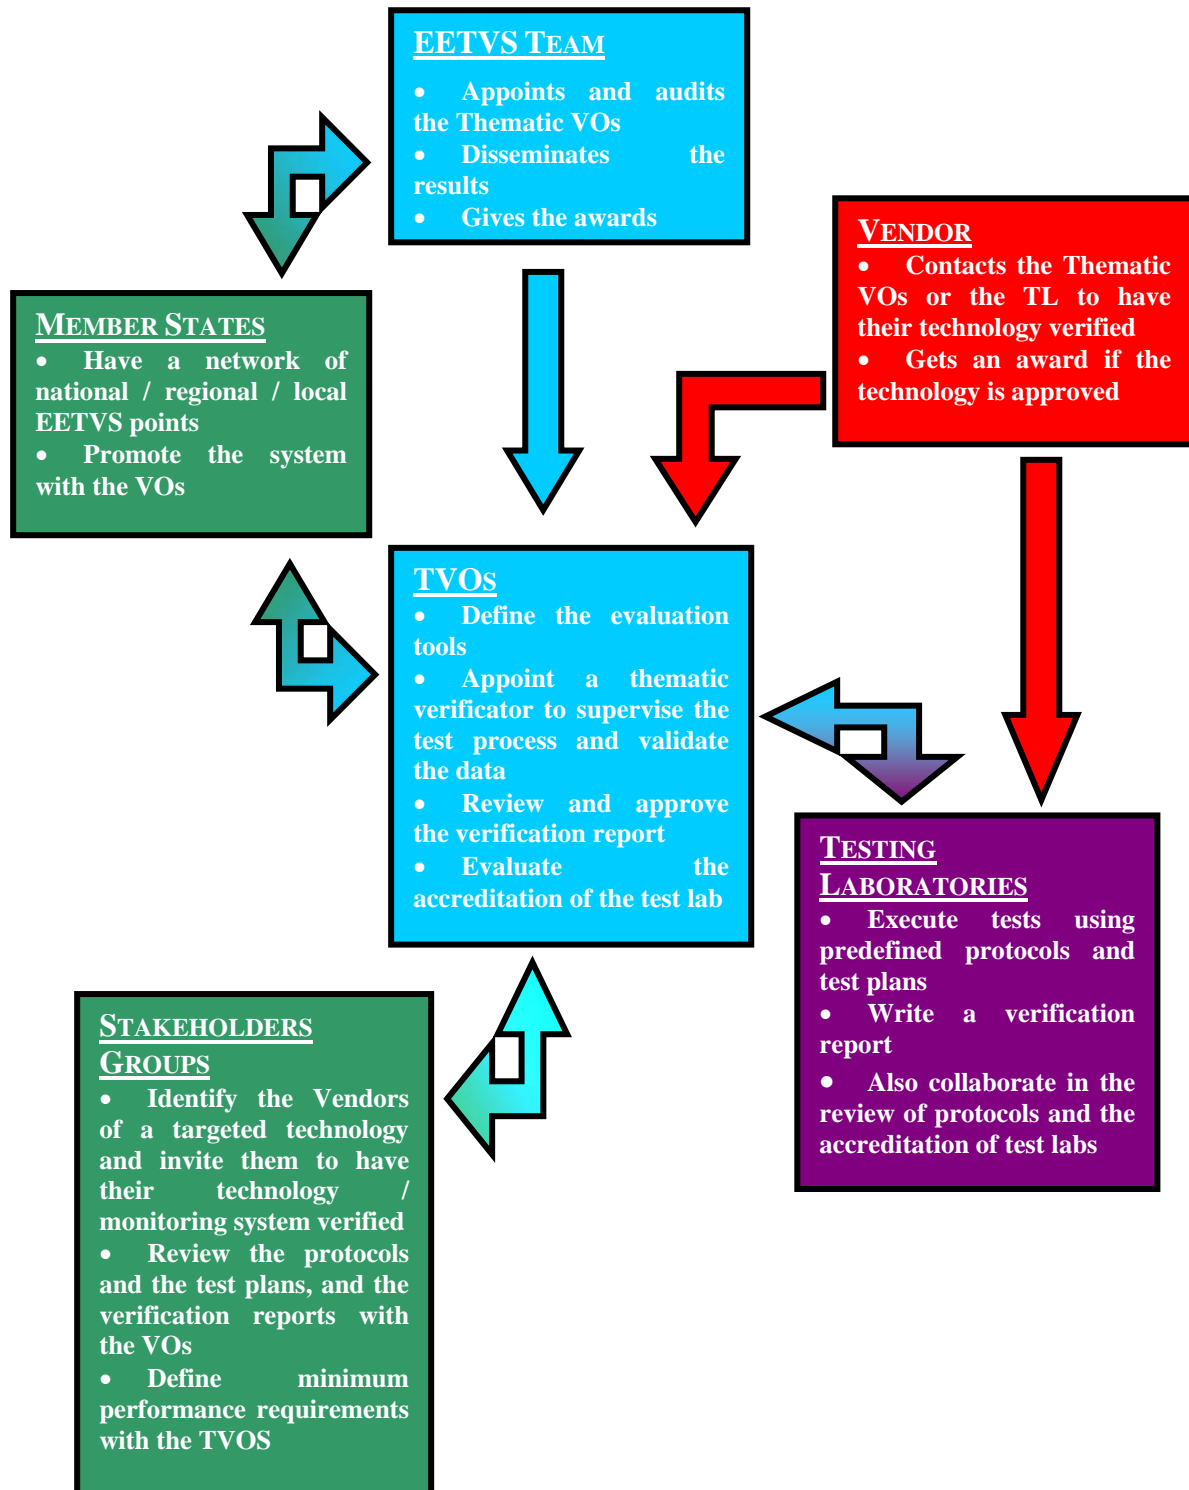 EETVS TEAM
• Appoints and audits
the Thematic VOs
• Disseminates the
results
• Gives the awards
VENDOR
• Contacts the Thematic
VOs or the TL to have
their technology verified
• Gets an award if the
technology is approved
MEMBER STATES
• Have a network of
national / regional / local
EETVS points
• Promote the system
with the VOs
TVOS
• Define the evaluation
tools
• Appoint a thematic
verificator to supervise the
test process and validate
the data
• Review and approve
the verification report
• Evaluate the
accreditation of the test lab
TESTING
LABORATORIES
• Execute tests using
predefined protocols and
test plans
• Write a verification
report
• Also collaborate in the
review of protocols and the
accreditation of test labs
STAKEHOLDERS
GROUPS
• Identify the Vendors
of a targeted technology
and invite them to have
their technology /
monitoring system verified
• Review the protocols
and the test plans, and the
verification reports with
the VOs
• Define minimum
performance requirements
with the TVOS